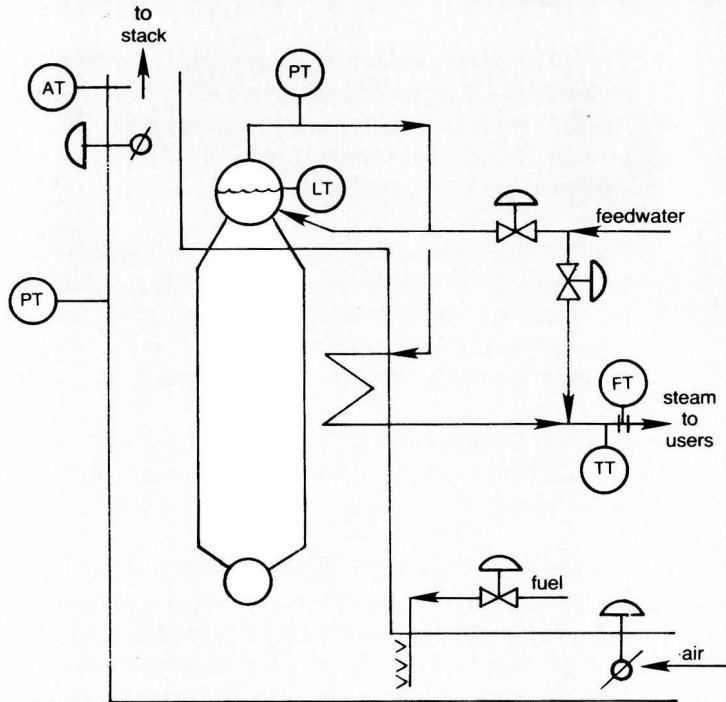 to
stack
AT
PT
LT
feedwater
PT
FT
steam
to
users
TT
fuel
air